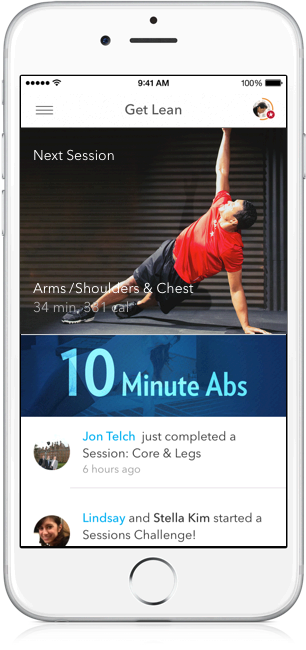 9:41 AM
100%
Get Lean
Next Session
Arms /Shoulders & Chest
34 min, 361 cal
10 Minute Abs
Jon Telch just completed a
Session: Core & Legs
6 hours ago
Lindsay and Stella Kim started a
Sessions Challenge!